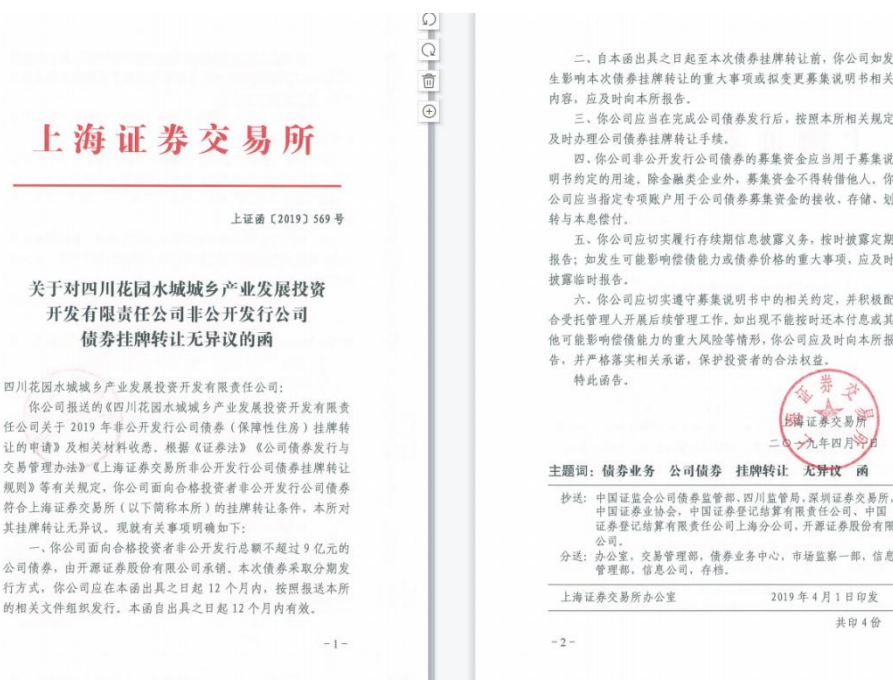 上海证券交易所
上证函〔2019〕569 号
关于对四川花园水城城乡产业发展投资
开发有限责任公司非公开发行公司
债券挂牌转让无异议的函
四川花园水城城乡产业发展投资开发有限责任公司:
你公司报送的《四川花园水城城乡产业发展投资开发有限责
任公司关于 2019 年非公开发行公司债券（保障性住房）挂牌转
让的申请》及相关材料收悉。根据《证券法》《公司债券发行与
交易管理办法》《上海证券交易所非公开发行公司债券挂牌转让
规则》等有关规定，你公司面向合格投资者非公开发行公司债券
符合上海证券交易所（以下简称本所）的挂牌转让条件，本所对
其挂牌转让无异议。现就有关事项明确如下:
一、你公司面向合格投资者非公开发行总额不超过 9 亿元的
公司债券，由开源证券股份有限公司承销。本次债券采取分期发
行方式，你公司应在本函出具之日起 12 个月内，按照报送本所
的相关文件组织发行。本函自出具之日起 12 个月内有效。
-1-
二、自本函出具之日起至本次债券挂牌转让前，你公司如发
生影响本次债券挂牌转让的重大事项或拟变更募集说明书相关
内容，应及时向本所报告。
三、你公司应当在完成公司债券发行后，按照本所相关规定
及时办理公司债券挂牌转让手续。
四、你公司非公开发行公司债券的募集资金应当用于募集说
明书约定的用途。除金融类企业外，募集资金不得转借他人。你
公司应当指定专项账户用于公司债券募集资金的接收、存储、划
转与本息偿付。
五、你公司应切实履行存续期信息披露义务，按时披露定期
报告；如发生可能影响偿债能力或债券价格的重大事项，应及时
披露临时报告。
六、你公司应切实遵守募集说明书中的相关约定，并积极配
合受托管理人开展后续管理工作。如出现不能按时还本付息或其
他可能影响偿债能力的重大风险等情形，你公司应及时向本所报
告，并严格落实相关承诺，保护投资者的合法权益。
特此函告。
上海证券交易所
二〇一九年四月一日
主题词: 债券业务 公司债券 挂牌转让 无异议 函
抄送: 中国证监会公司债券监管部，四川监管局，深圳证券交易所，
中国证券业协会，中国证券登记结算有限责任公司、中国
证券登记结算有限责任公司上海分公司，开源证券股份有限
公司。
分送: 办公室，交易管理部，债券业务中心，市场监察一部，信息
管理部，信息公司，存档。
上海证券交易所办公室 2019 年 4 月 1 日印发
共印 4 份
-2-